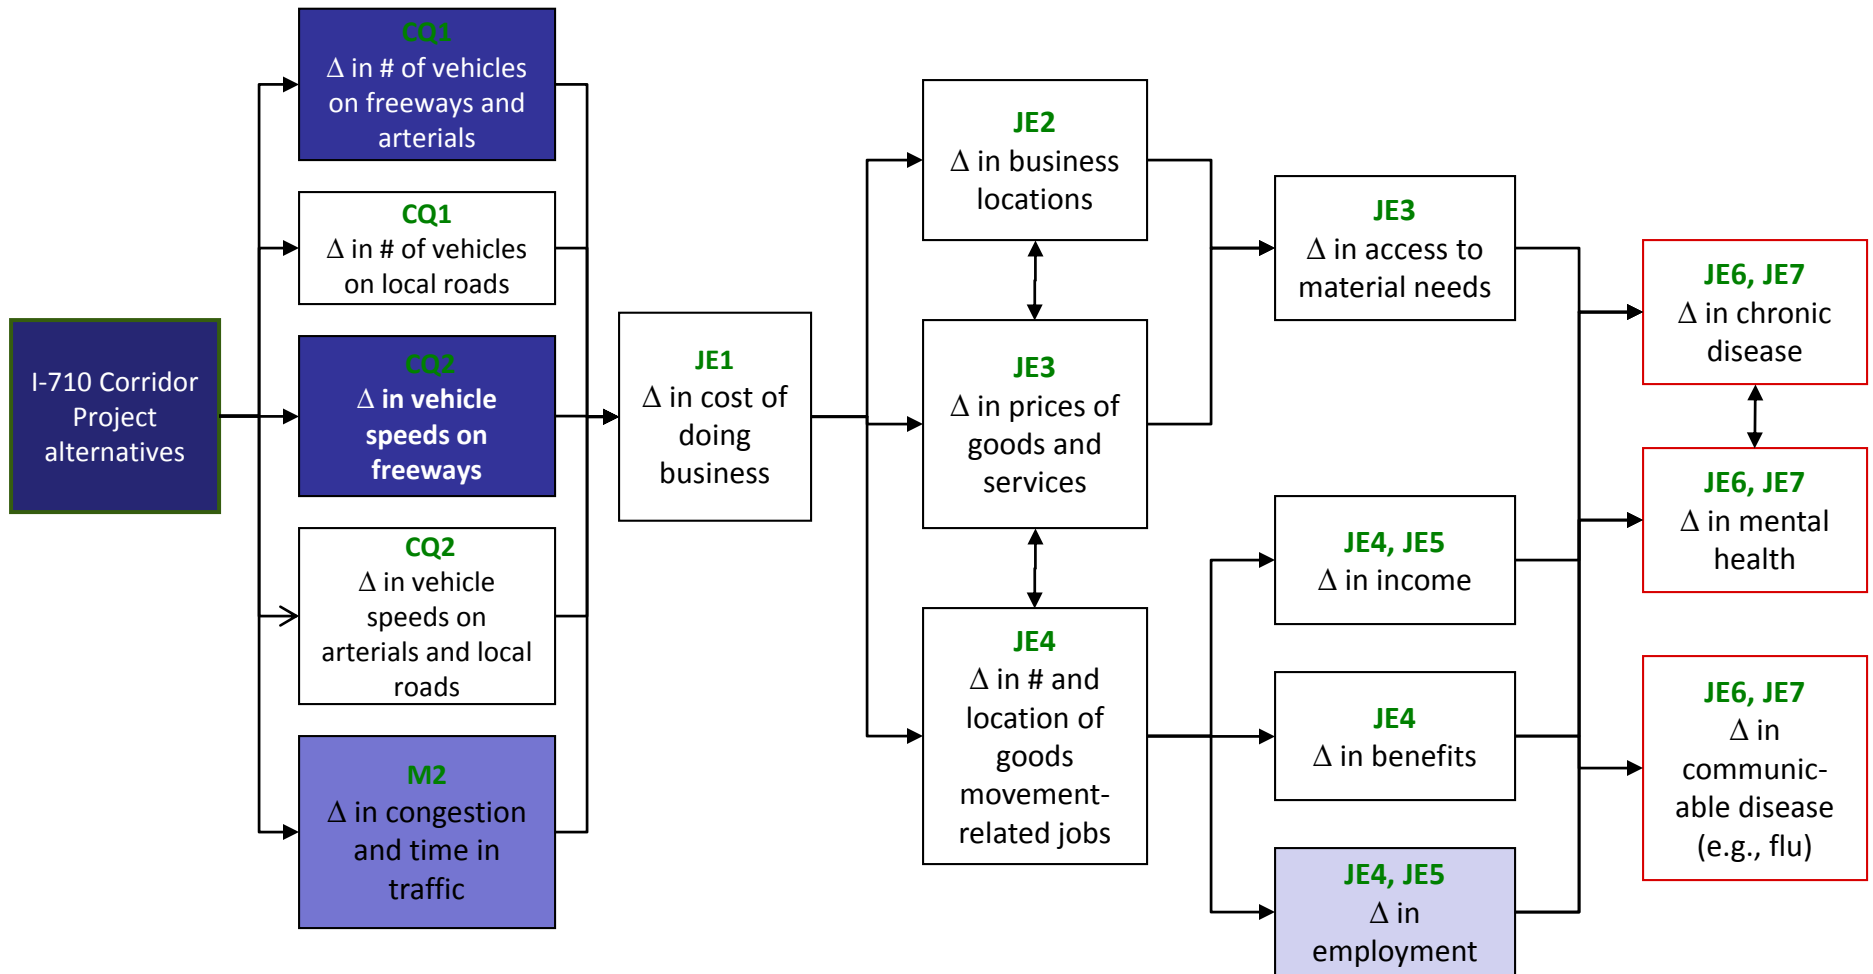 I-710 Corridor
Project
alternatives
CQ1
Δ in # of vehicles
on freeways and
arterials
CQ1
Δ in # of vehicles
on local roads
CQ2
Δ in vehicle
speeds on
freeways
CQ2
Δ in vehicle
speeds on
arterials and local
roads
M2
Δ in congestion
and time in
traffic
JE1
Δ in cost of
doing
business
JE2
Δ in business
locations
JE3
Δ in prices of
goods and
services
JE4
Δ in # and
location of
goods
movement-
related jobs
JE3
Δ in access to
material needs
JE4, JE5
Δ in income
JE4
Δ in benefits
JE4, JE5
Δ in
employment
JE6, JE7
Δ in chronic
disease
JE6, JE7
Δ in mental
health
JE6, JE7
Δ in
communic-
able disease
(e.g., flu)